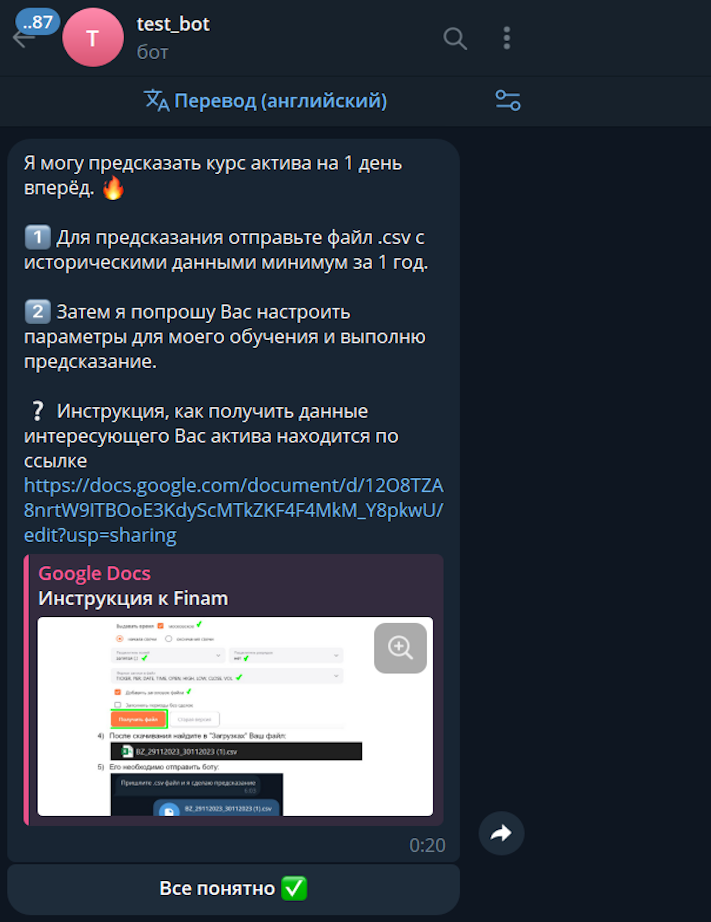 ..87
T
test_bot
бот
Перевод (английский)
Я могу предсказать курс актива на 1 день
вперёд. 🔥
1️⃣ Для предсказания отправьте файл .csv с
историческими данными минимум за 1 год.
2️⃣ Затем я попрошу Вас настроить
параметры для моего обучения и выполню
предсказание.
❔ Инструкция, как получить данные
интересующего Вас актива находится по
ссылке
https://docs.google.com/document/d/12O8TZA
8nrtW9lTBOoE3KdyScMTkZKF4F4MkM_Y8pkwU/
edit?usp=sharing
Google Docs
Инструкция к Finam
Выдавать время московское
начала свечи окончания свечи
запятая (,) нет
TICKER, PER, DATE, TIME, OPEN, HIGH, LOW, CLOSE, VOL
Добавить заголовок файла
Заполнять периоды без сделок
Получить файл Старая версия
4) После скачивания найдите в "Загрузках" Ваш файл:
BZ_29112023_30112023 (1).csv
5) Его необходимо отправить боту:
Пришлите .csv файл и я сделаю предсказание
BZ_29112023_30112023 (1).csv
0:20
Все понятно ✅